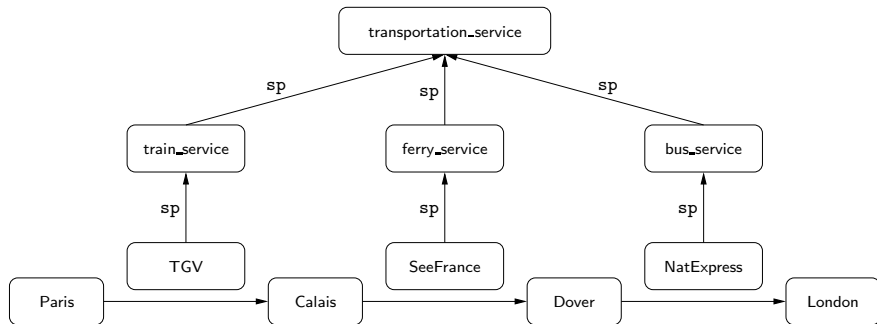 transportation_service
sp
sp
sp
train_service
ferry_service
bus_service
sp
sp
sp
TGV
SeeFrance
NatExpress
Paris
Calais
Dover
London